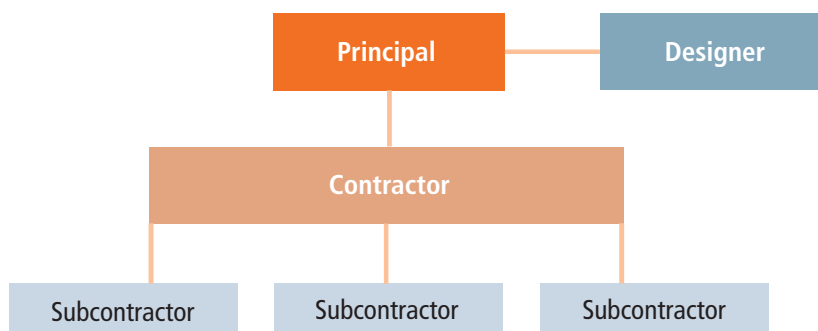 Principal
Designer
Contractor
Subcontractor
Subcontractor
Subcontractor